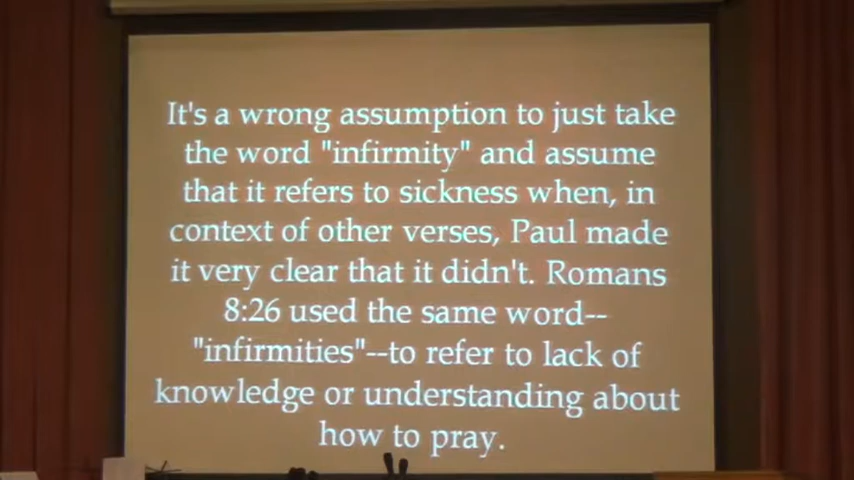 It's a wrong assumption to just take
the word "infirmity" and assume
that it refers to sickness when, in
context of other verses, Paul made
it very clear that it didn't. Romans
8:26 used the same word--
"infirmities"--to refer to lack of
knowledge or understanding about
how to pray.